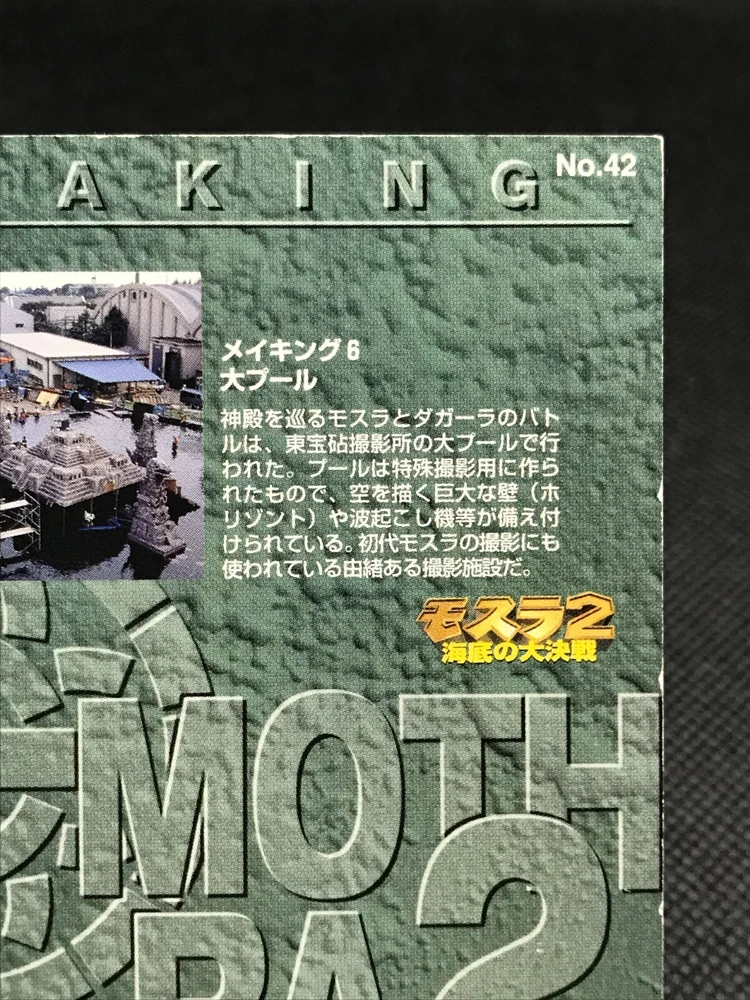 AKING
No.42
メイキング6
大プール
神殿を巡るモスラとダガーラのバト
ルは、東宝砧撮影所の大プールで行
われた。プールは特殊撮影用に作ら
れたもので、空を描く巨大な壁（ホ
リゾント）や波起こし機等が備え付
けられている。初代モスラの撮影にも
使われている由緒ある撮影施設だ。
モスラ2
海底の大決戦
MOTH
RA2